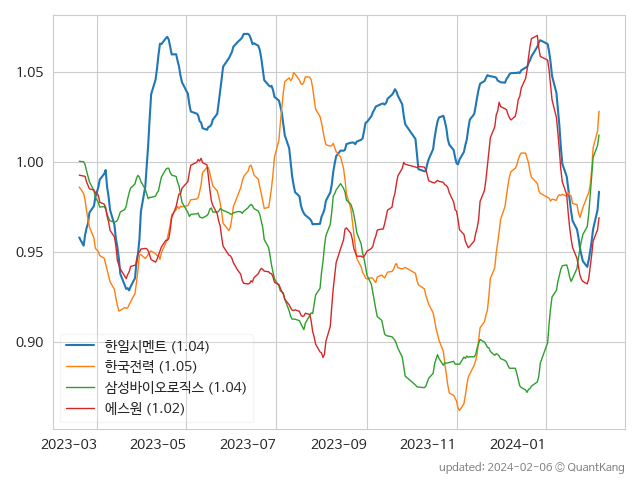 1.05
1.00
0.95
0.90
한일시멘트 (1.04)
한국전력 (1.05)
삼성바이오로직스 (1.04)
에스원 (1.02)
2023-03 2023-05 2023-07 2023-09 2023-11 2024-01
updated: 2024-02-06 © QuantKang